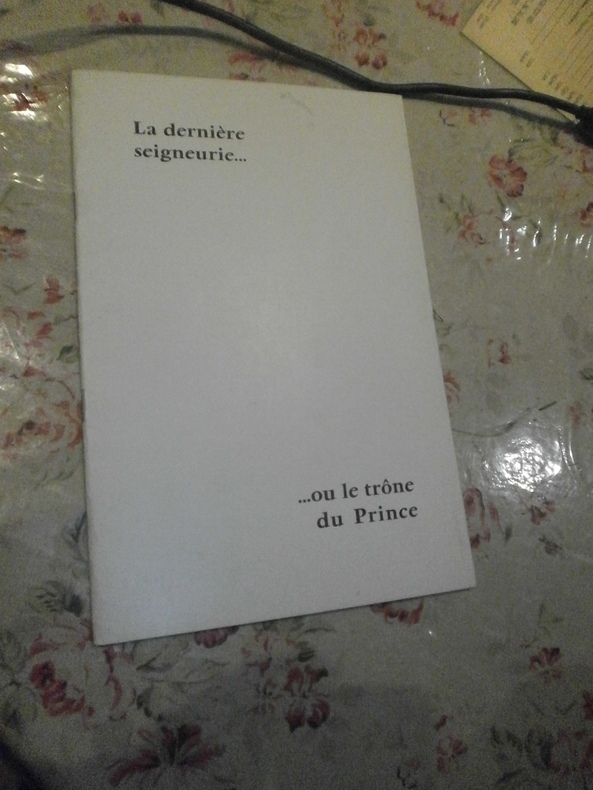 La dernière
seigneurie...
...ou le trône
du Prince